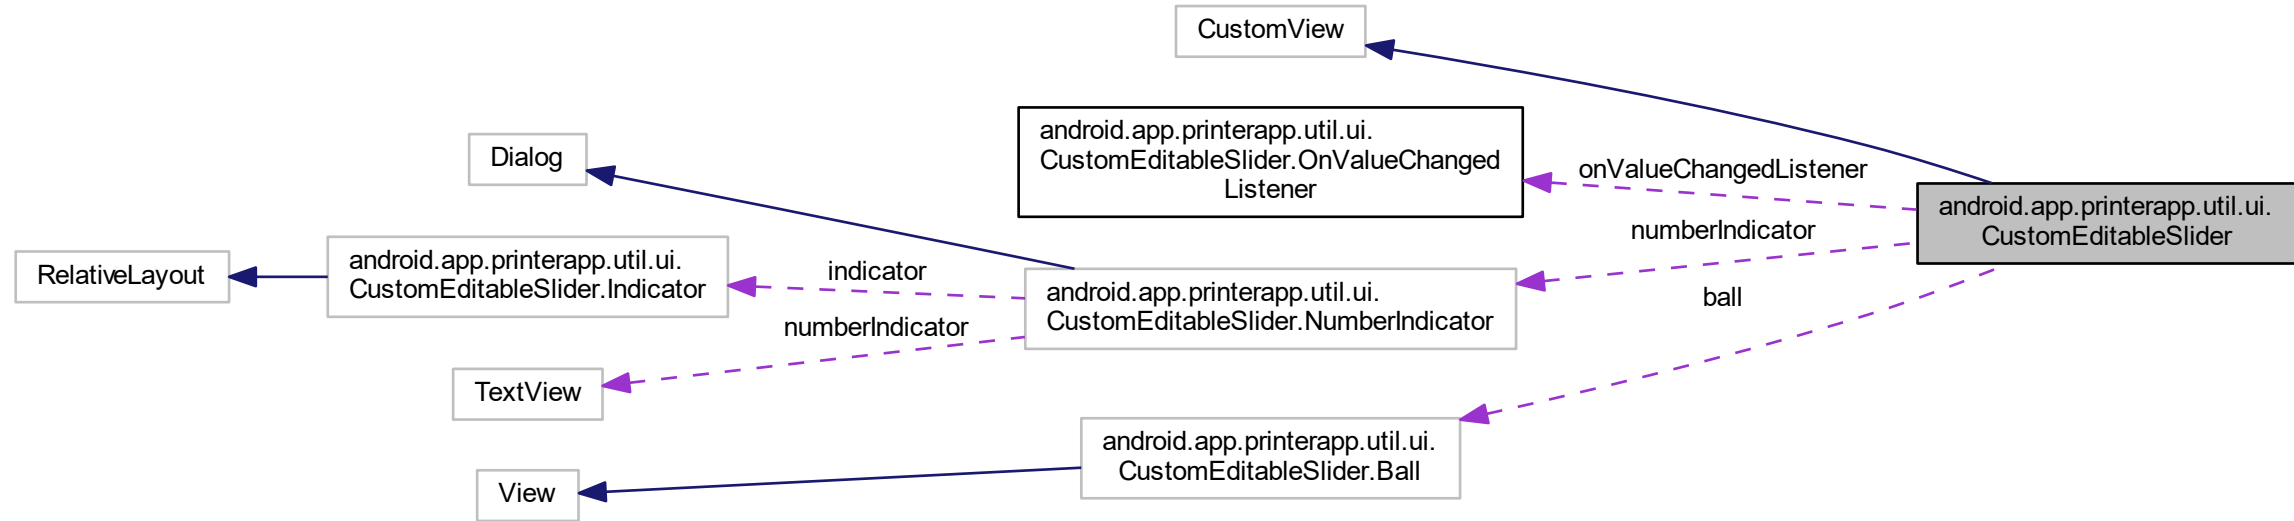 CustomView
android.app.printerapp.util.ui.
CustomEditableSlider.OnValueChanged
Listener
onValueChangedListener
android.app.printerapp.util.ui.
CustomEditableSlider
Dialog
numberIndicator
RelativeLayout
android.app.printerapp.util.ui.
CustomEditableSlider.Indicator
indicator
android.app.printerapp.util.ui.
CustomEditableSlider.NumberIndicator
ball
numberIndicator
TextView
android.app.printerapp.util.ui.
CustomEditableSlider.Ball
View